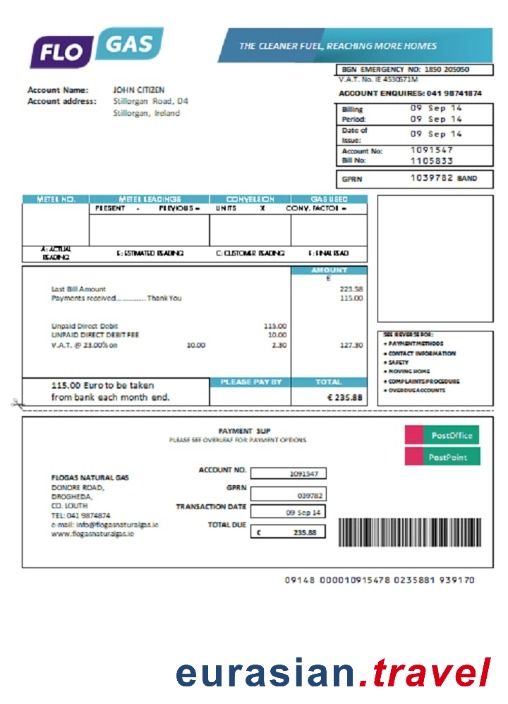 FLO GAS
THE CLEANER FUEL, REACHING MORE HOMES
BGN EMERGENCY NO: 1850 205050
V.A.T. No. IE 4530571M
Account Name: JOHN CITIZEN
Account address: Stillorgan Road, D4
Stillorgan, Ireland
ACCOUNT ENQUIRES: 041 98741874
Billing Period: 09 Sep 14
09 Sep 14
Date of Issue: 09 Sep 14
Account No: 1091547
Bill No: 1105833
GPRN 1039782 BAND
METER NO. METER READINGS CONVERSION GAS USED
PRESENT - PREVIOUS = UNITS X CONV. FACTOR =
A: ACTUAL READING E: ESTIMATED READING C: CUSTOMER READING F: FINAL READ
AMOUNT
€
Last Bill Amount 223.58
Payments received.............. Thank You 115.00
Unpaid Direct Debit 115.00
UNPAID DIRECT DEBIT FEE 10.00
V.A.T. @ 23.00% on 10.00 2.30 127.30
SEE REVERSE FOR:
• PAYMENT METHODS
• CONTACT INFORMATION
• SAFETY
• MOVING HOME
• COMPLAINTS PROCEDURE
• OVERDUE ACCOUNTS
115.00 Euro to be taken
from bank each month end.
PLEASE PAY BY TOTAL
€ 235.88
PAYMENT SLIP
PLEASE SEE OVERLEAF FOR PAYMENT OPTIONS
PostOffice
PostPoint
FLOGAS NATURAL GAS
DONORE ROAD,
DROGHEDA,
CO. LOUTH
TEL: 041 9874874
e-mail: info@flogasnaturalgas.ie
www.flogasnaturalgas.ie
ACCOUNT NO. 1091547
GPRN 039782
TRANSACTION DATE 09 Sep 14
TOTAL DUE € 235.88
09148 000010915478 0235881 939170
eurasian.travel